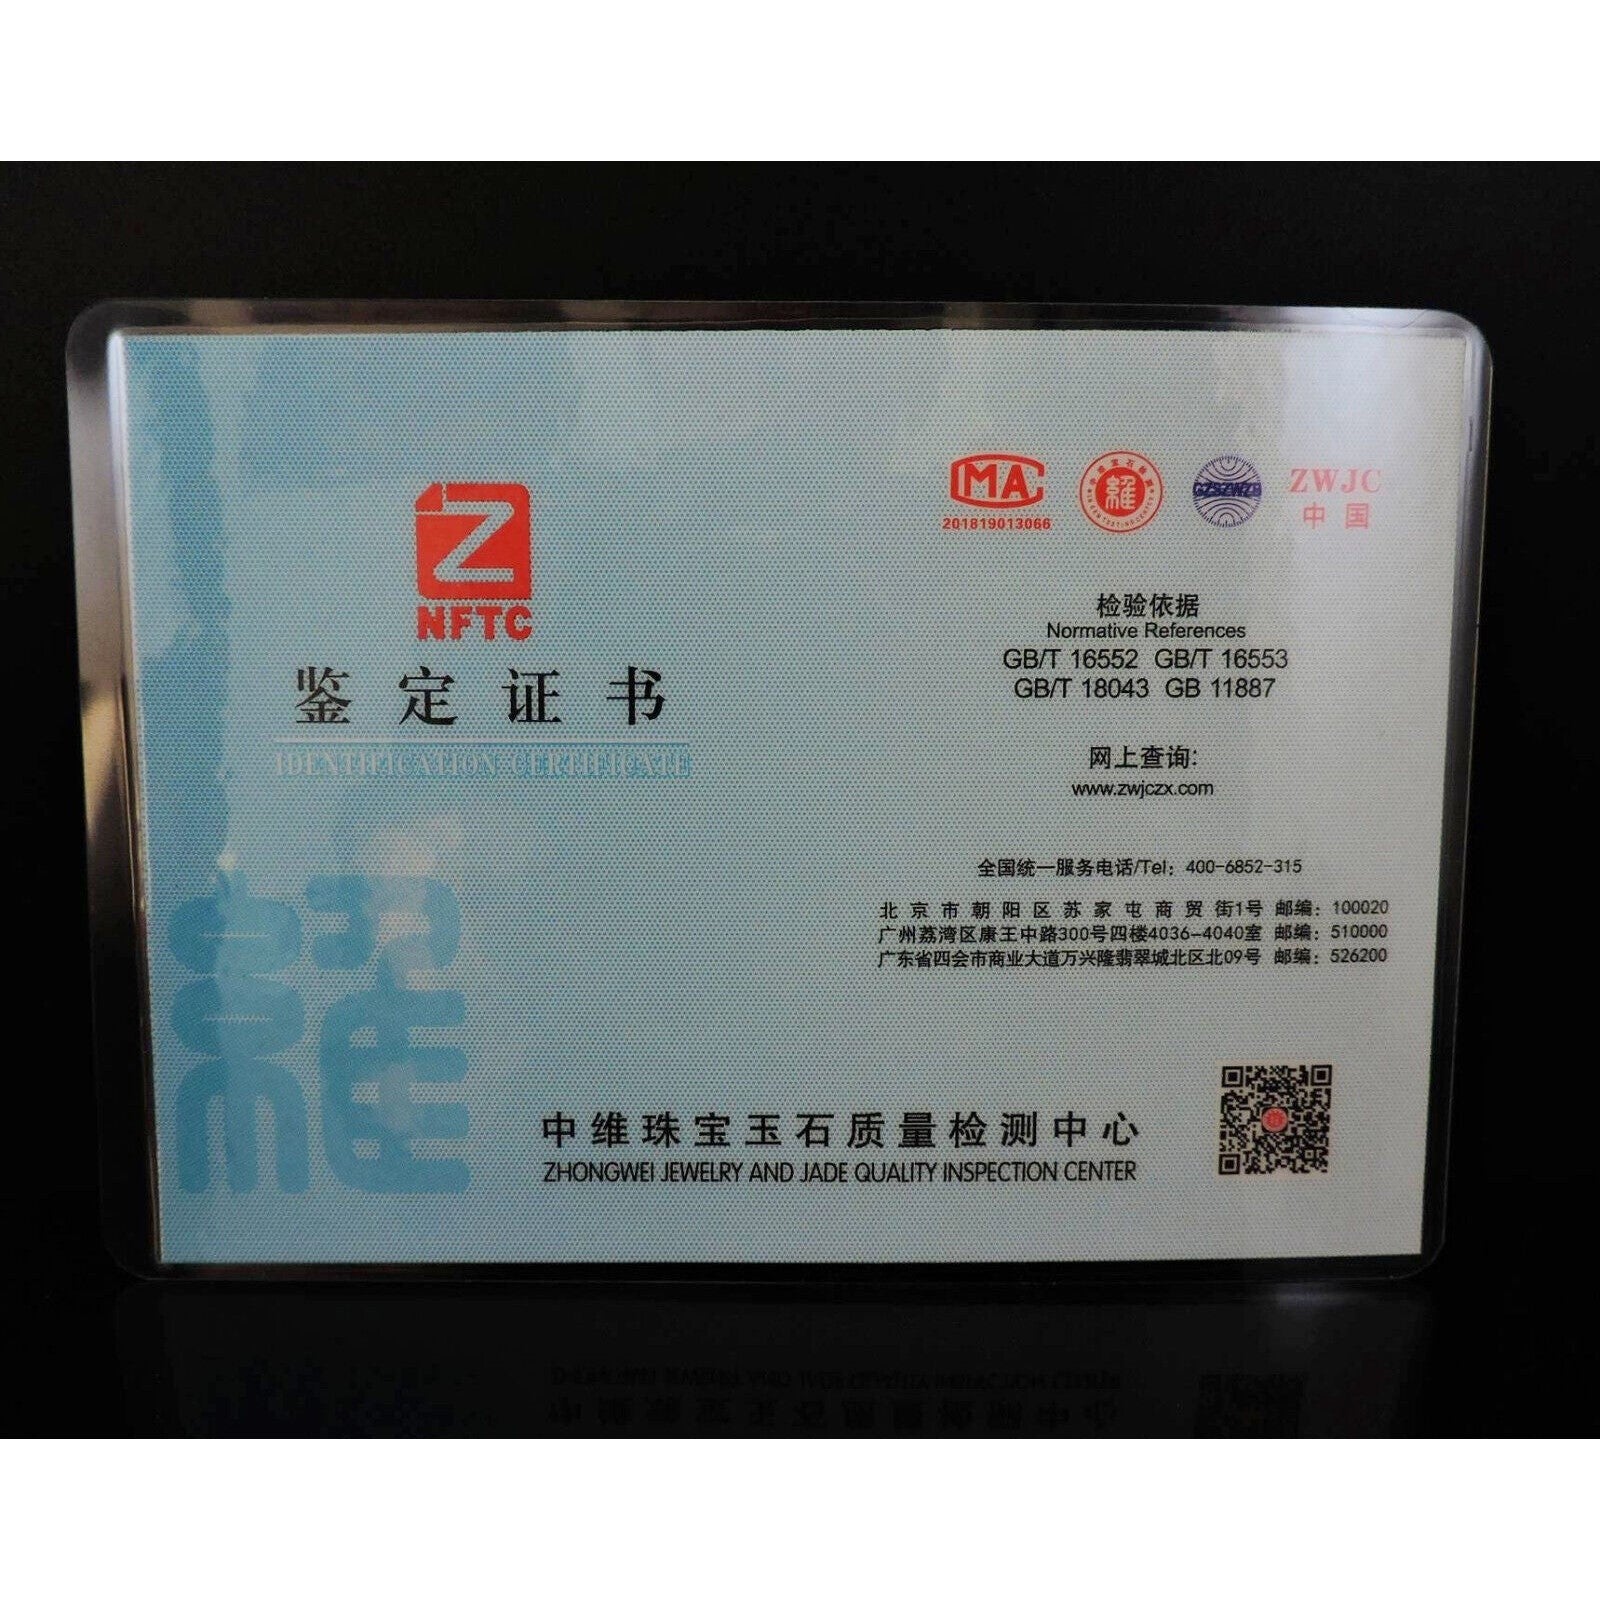 Z
NFTC
鉴定证书
IDENTIFICATION CERTIFICATE
MA
201819013066
維
GZSZWZB
ZWJC
中国
检验依据
Normative References
GB/T 16552 GB/T 16553
GB/T 18043 GB 11887
网上查询:
www.zwjczx.com
全国统一服务电话/Tel: 400-6852-315
北京市朝阳区苏家屯商贸街1号 邮编: 100020
广州荔湾区康王中路300号四楼4036-4040室 邮编: 510000
广东省四会市商业大道万兴隆翡翠城北区北09号 邮编: 526200
中维珠宝玉石质量检测中心
ZHONGWEI JEWELRY AND JADE QUALITY INSPECTION CENTER